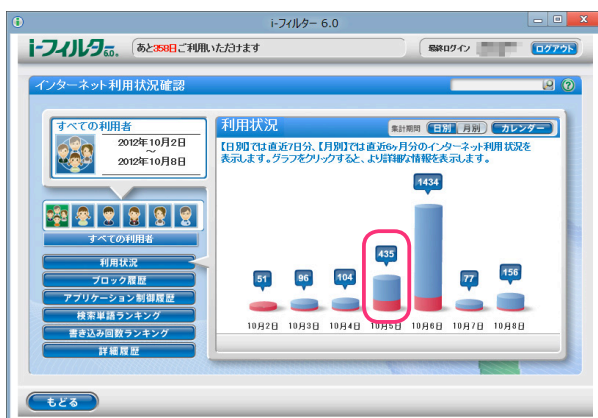 i-フィルター 6.0
i-フィルター6.0.
あと358日ご利用いただけます
最終ログイン
ログアウト
インターネット利用状況確認
?
すべての利用者
2012年10月2日
～
2012年10月8日
すべての利用者
利用状況
ブロック履歴
アプリケーション制御履歴
検索単語ランキング
書き込み回数ランキング
詳細履歴
利用状況
集計期間
日別
月別
カレンダー
【日別】では直近7日分、【月別】では直近6ヶ月分のインターネット利用状況を
表示します。グラフをクリックすると、より詳細な情報を表示します。
51
96
104
435
1434
77
156
10月2日 10月3日 10月4日 10月5日 10月6日 10月7日 10月8日
もどる